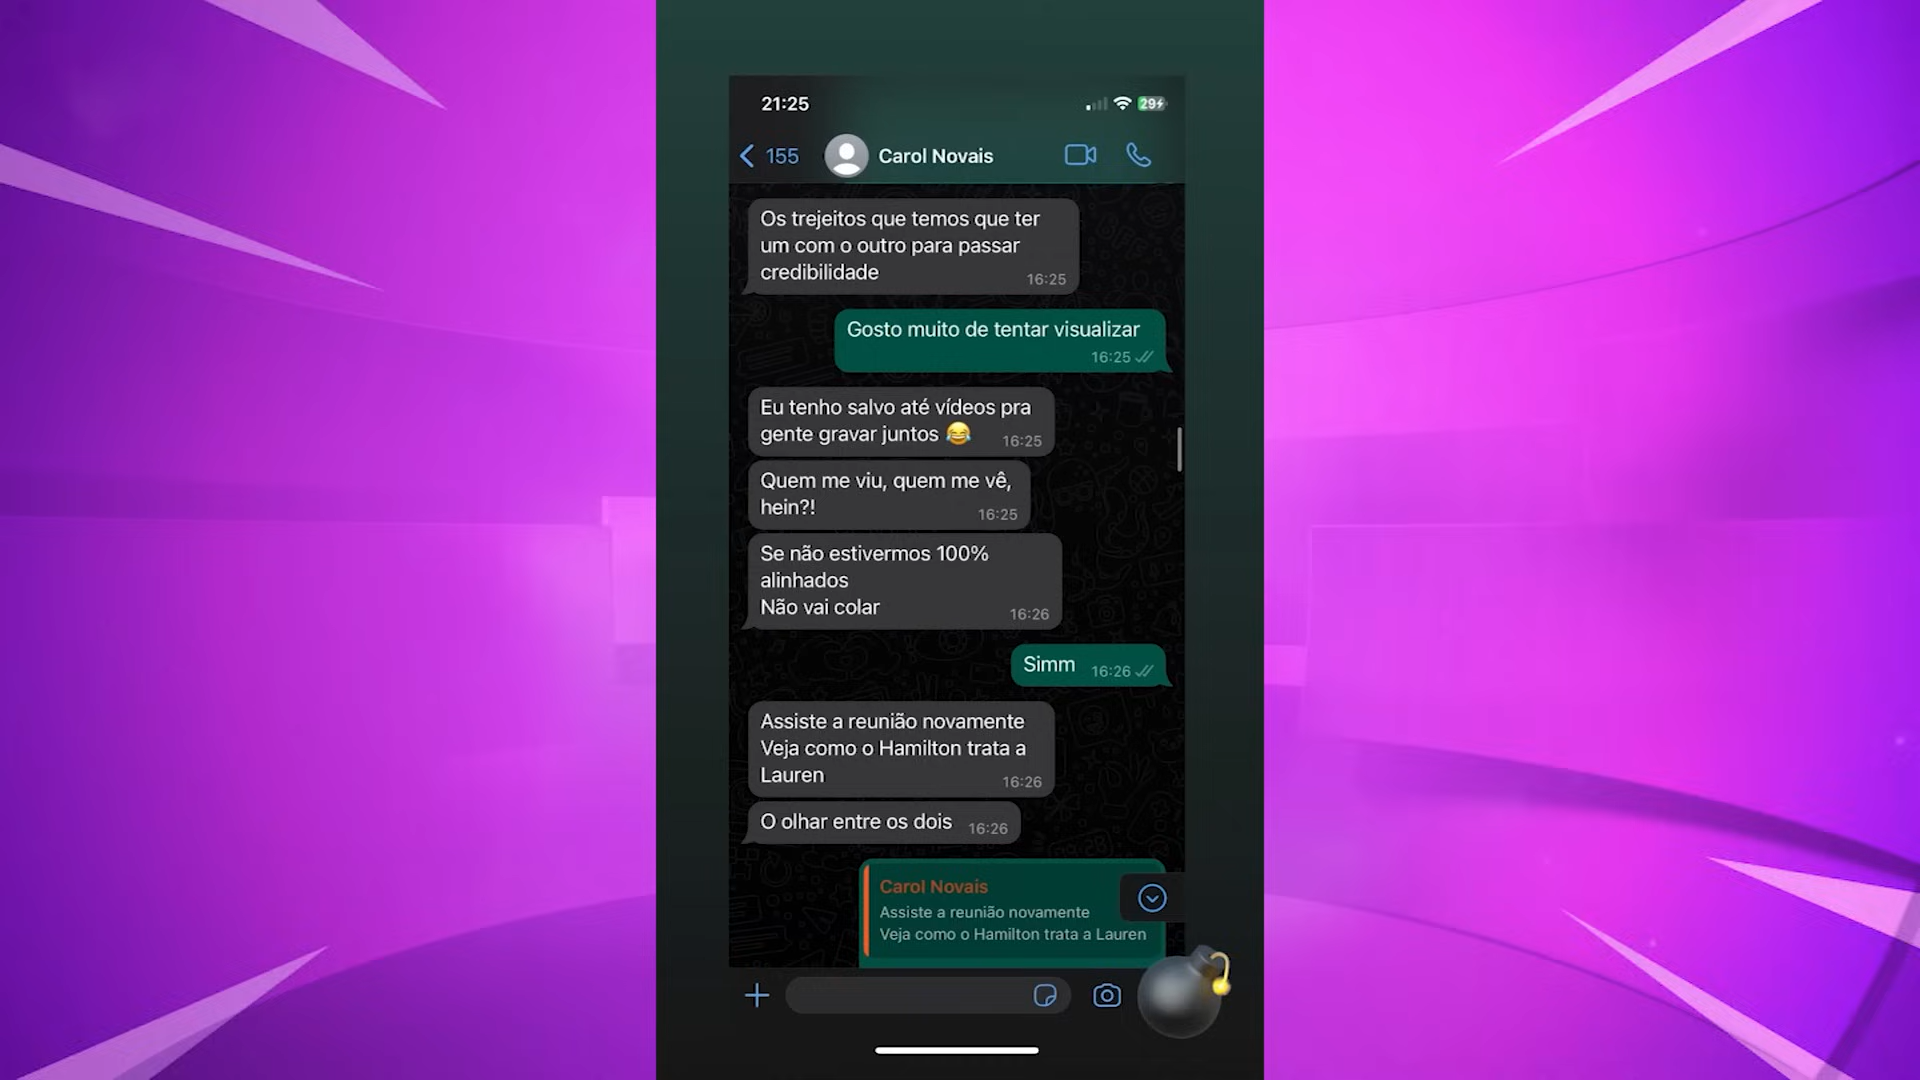 21:25
29
155
Carol Novais
Os trejeitos que temos que ter
um com o outro para passar
credibilidade
16:25
Gosto muito de tentar visualizar
16:25
Eu tenho salvo até vídeos pra
gente gravar juntos 😂
16:25
Quem me viu, quem me vê,
hein?!
16:25
Se não estivermos 100%
alinhados
Não vai colar
16:26
Simm 16:26
Assiste a reunião novamente
Veja como o Hamilton trata a
Lauren
16:26
O olhar entre os dois 16:26
Carol Novais
Assiste a reunião novamente
Veja como o Hamilton trata a Lauren